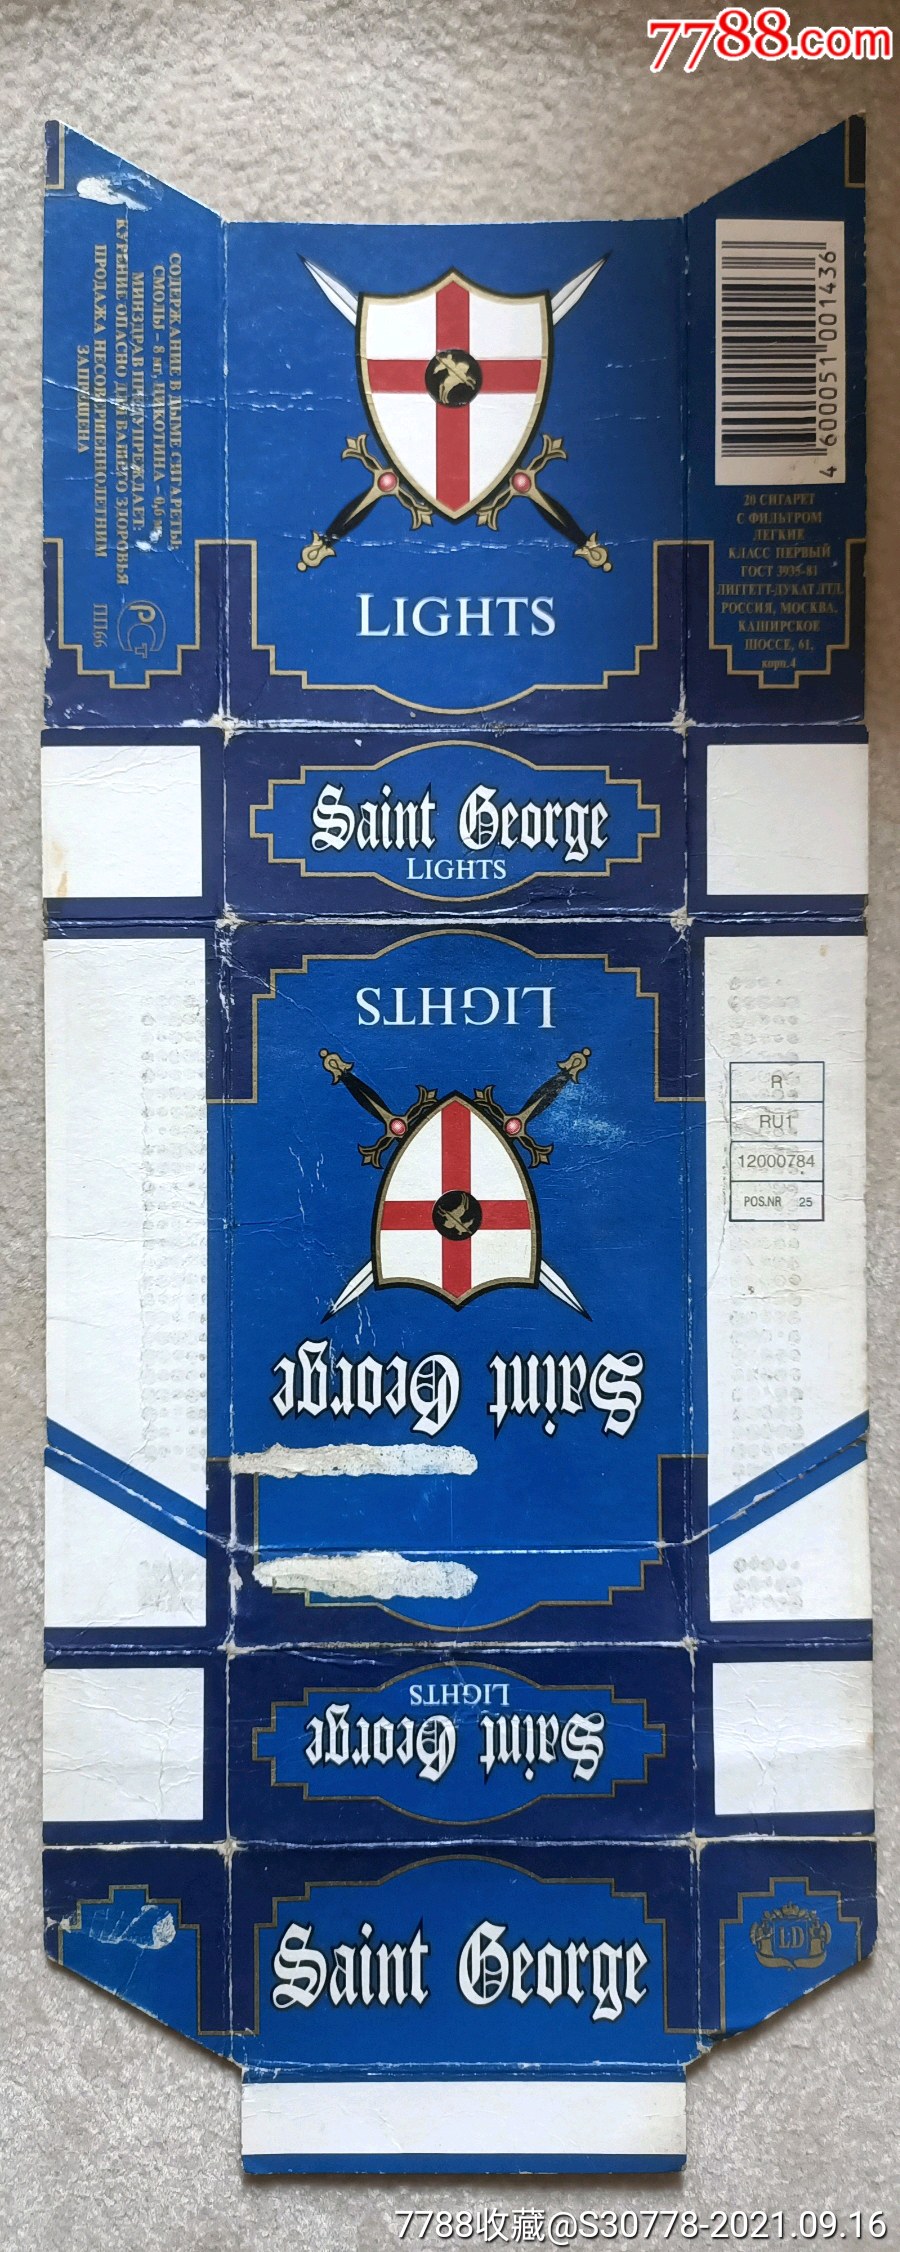 7788.com
СОДЕРЖАНИЕ В ДЫМЕ СИГАРЕТЫ:
СМОЛЫ - 8 мг, НИКОТИНА - 0,6 мг.
МИНЗДРАВ ПРЕДУПРЕЖДАЕТ:
КУРЕНИЕ ОПАСНО ДЛЯ ВАШЕГО ЗДОРОВЬЯ
ПРОДАЖА НЕСОВЕРШЕННОЛЕТНИМ
ЗАПРЕЩЕНА
РСТ
ПП66
LIGHTS
4 600051 001436
20 СИГАРЕТ
С ФИЛЬТРОМ
ЛЕГКИЕ
КЛАСС ПЕРВЫЙ
ГОСТ 3935-81
ЛИГГЕТТ-ДУКАТ ЛТД.
РОССИЯ, МОСКВА,
КАШИРСКОЕ
ШОССЕ, 61,
корп.4
Saint George
LIGHTS
LIGHTS
R
RU1
12000784
POS.NR 25
Saint George
LIGHTS
Saint George
Saint George
LD
7788收藏@S30778-2021.09.16